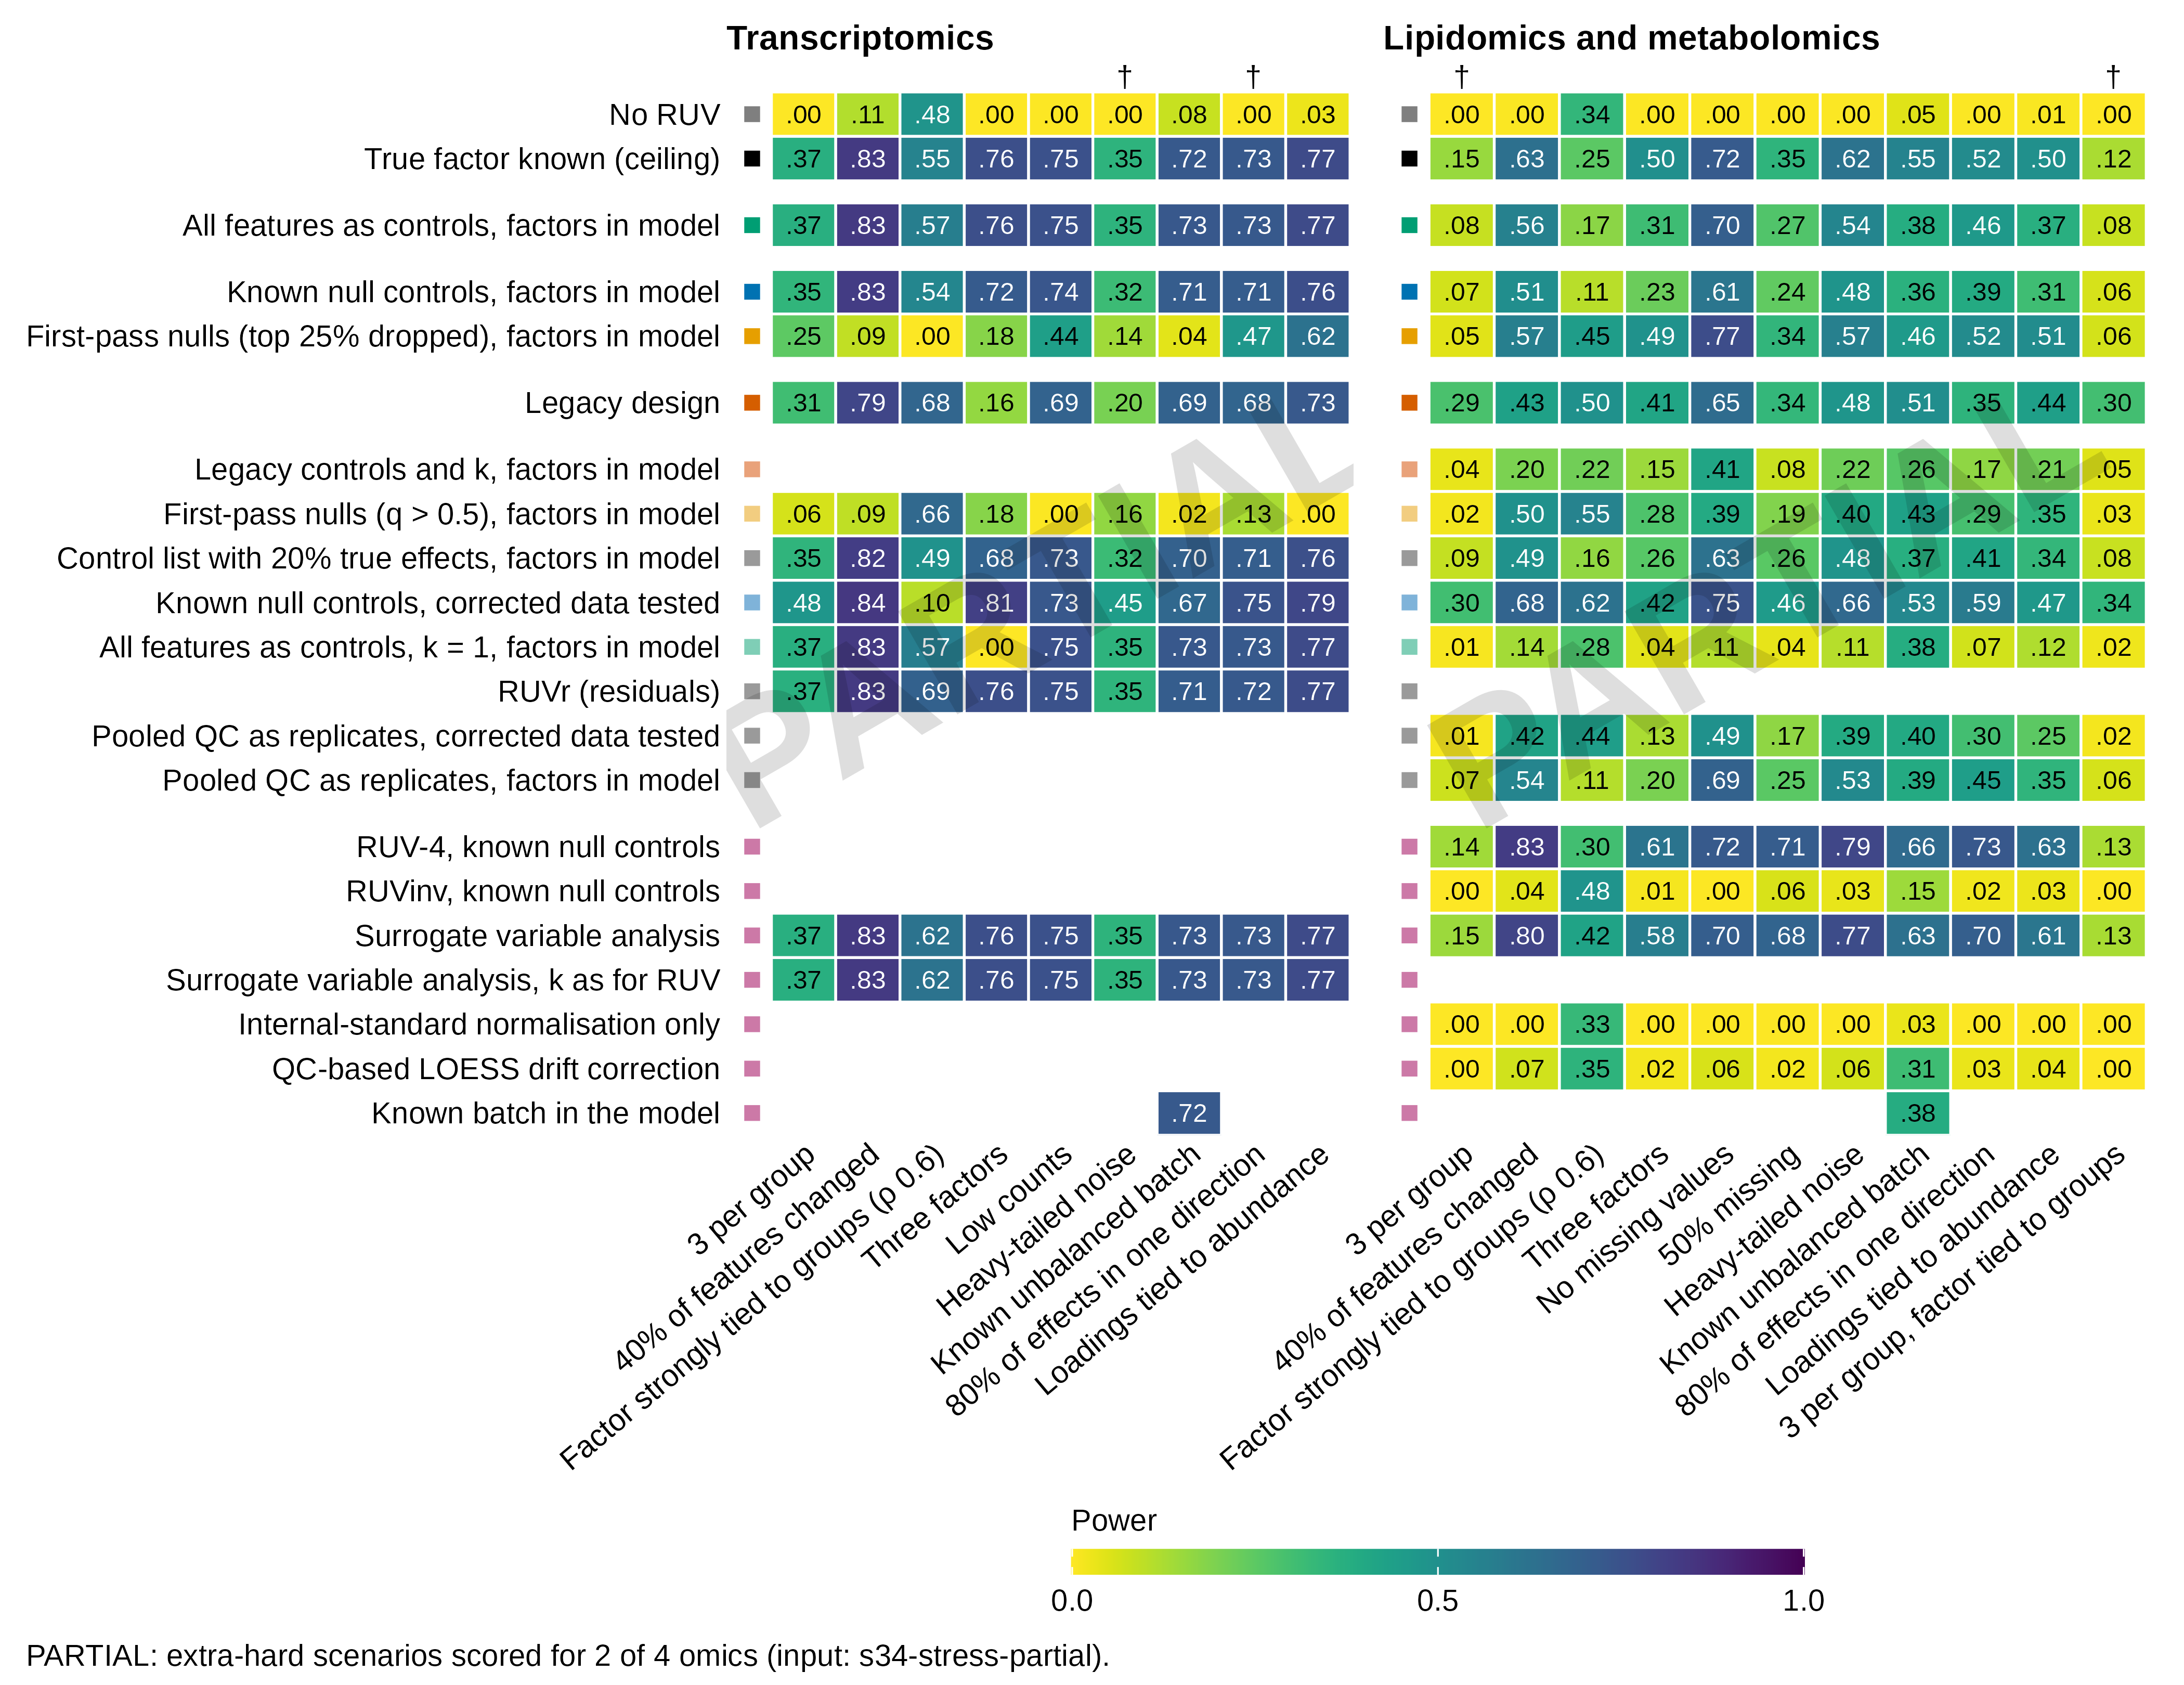 Transcriptomics Lipidomics and metabolomics
† † † †
No RUV .00 .11 .48 .00 .00 .00 .08 .00 .03 .00 .00 .34 .00 .00 .00 .00 .05 .00 .01 .00
True factor known (ceiling) .37 .83 .55 .76 .75 .35 .72 .73 .77 .15 .63 .25 .50 .72 .35 .62 .55 .52 .50 .12
All features as controls, factors in model .37 .83 .57 .76 .75 .35 .73 .73 .77 .08 .56 .17 .31 .70 .27 .54 .38 .46 .37 .08
Known null controls, factors in model .35 .83 .54 .72 .74 .32 .71 .71 .76 .07 .51 .11 .23 .61 .24 .48 .36 .39 .31 .06
First-pass nulls (top 25% dropped), factors in model .25 .09 .00 .18 .44 .14 .04 .47 .62 .05 .57 .45 .49 .77 .34 .57 .46 .52 .51 .06
Legacy design .31 .79 .68 .16 .69 .20 .69 .68 .73 .29 .43 .50 .41 .65 .34 .48 .51 .35 .44 .30
Legacy controls and k, factors in model .04 .20 .22 .15 .41 .08 .22 .26 .17 .21 .05
First-pass nulls (q > 0.5), factors in model .06 .09 .66 .18 .00 .16 .02 .13 .00 .02 .50 .55 .28 .39 .19 .40 .43 .29 .35 .03
Control list with 20% true effects, factors in model .35 .82 .49 .68 .73 .32 .70 .71 .76 .09 .49 .16 .26 .63 .26 .48 .37 .41 .34 .08
Known null controls, corrected data tested .48 .84 .10 .81 .73 .45 .67 .75 .79 .30 .68 .62 .42 .75 .46 .66 .53 .59 .47 .34
All features as controls, k = 1, factors in model .37 .83 .57 .00 .75 .35 .73 .73 .77 .01 .14 .28 .04 .11 .04 .11 .38 .07 .12 .02
RUVr (residuals) .37 .83 .69 .76 .75 .35 .71 .72 .77
Pooled QC as replicates, corrected data tested .01 .42 .44 .13 .49 .17 .39 .40 .30 .25 .02
Pooled QC as replicates, factors in model .07 .54 .11 .20 .69 .25 .53 .39 .45 .35 .06
RUV-4, known null controls .14 .83 .30 .61 .72 .71 .79 .66 .73 .63 .13
RUVinv, known null controls .00 .04 .48 .01 .00 .06 .03 .15 .02 .03 .00
Surrogate variable analysis .37 .83 .62 .76 .75 .35 .73 .73 .77 .15 .80 .42 .58 .70 .68 .77 .63 .70 .61 .13
Surrogate variable analysis, k as for RUV .37 .83 .62 .76 .75 .35 .73 .73 .77
Internal-standard normalisation only .00 .00 .33 .00 .00 .00 .00 .03 .00 .00 .00
QC-based LOESS drift correction .00 .07 .35 .02 .06 .02 .06 .31 .03 .04 .00
Known batch in the model .72 .38
PARTIAL PARTIAL
3 per group
40% of features changed
Factor strongly tied to groups (ρ 0.6)
Three factors
Low counts
Heavy-tailed noise
Known unbalanced batch
80% of effects in one direction
Loadings tied to abundance
3 per group
40% of features changed
Factor strongly tied to groups (ρ 0.6)
Three factors
No missing values
50% missing
Heavy-tailed noise
Known unbalanced batch
80% of effects in one direction
Loadings tied to abundance
3 per group, factor tied to groups
Power
0.0 0.5 1.0
PARTIAL: extra-hard scenarios scored for 2 of 4 omics (input: s34-stress-partial).